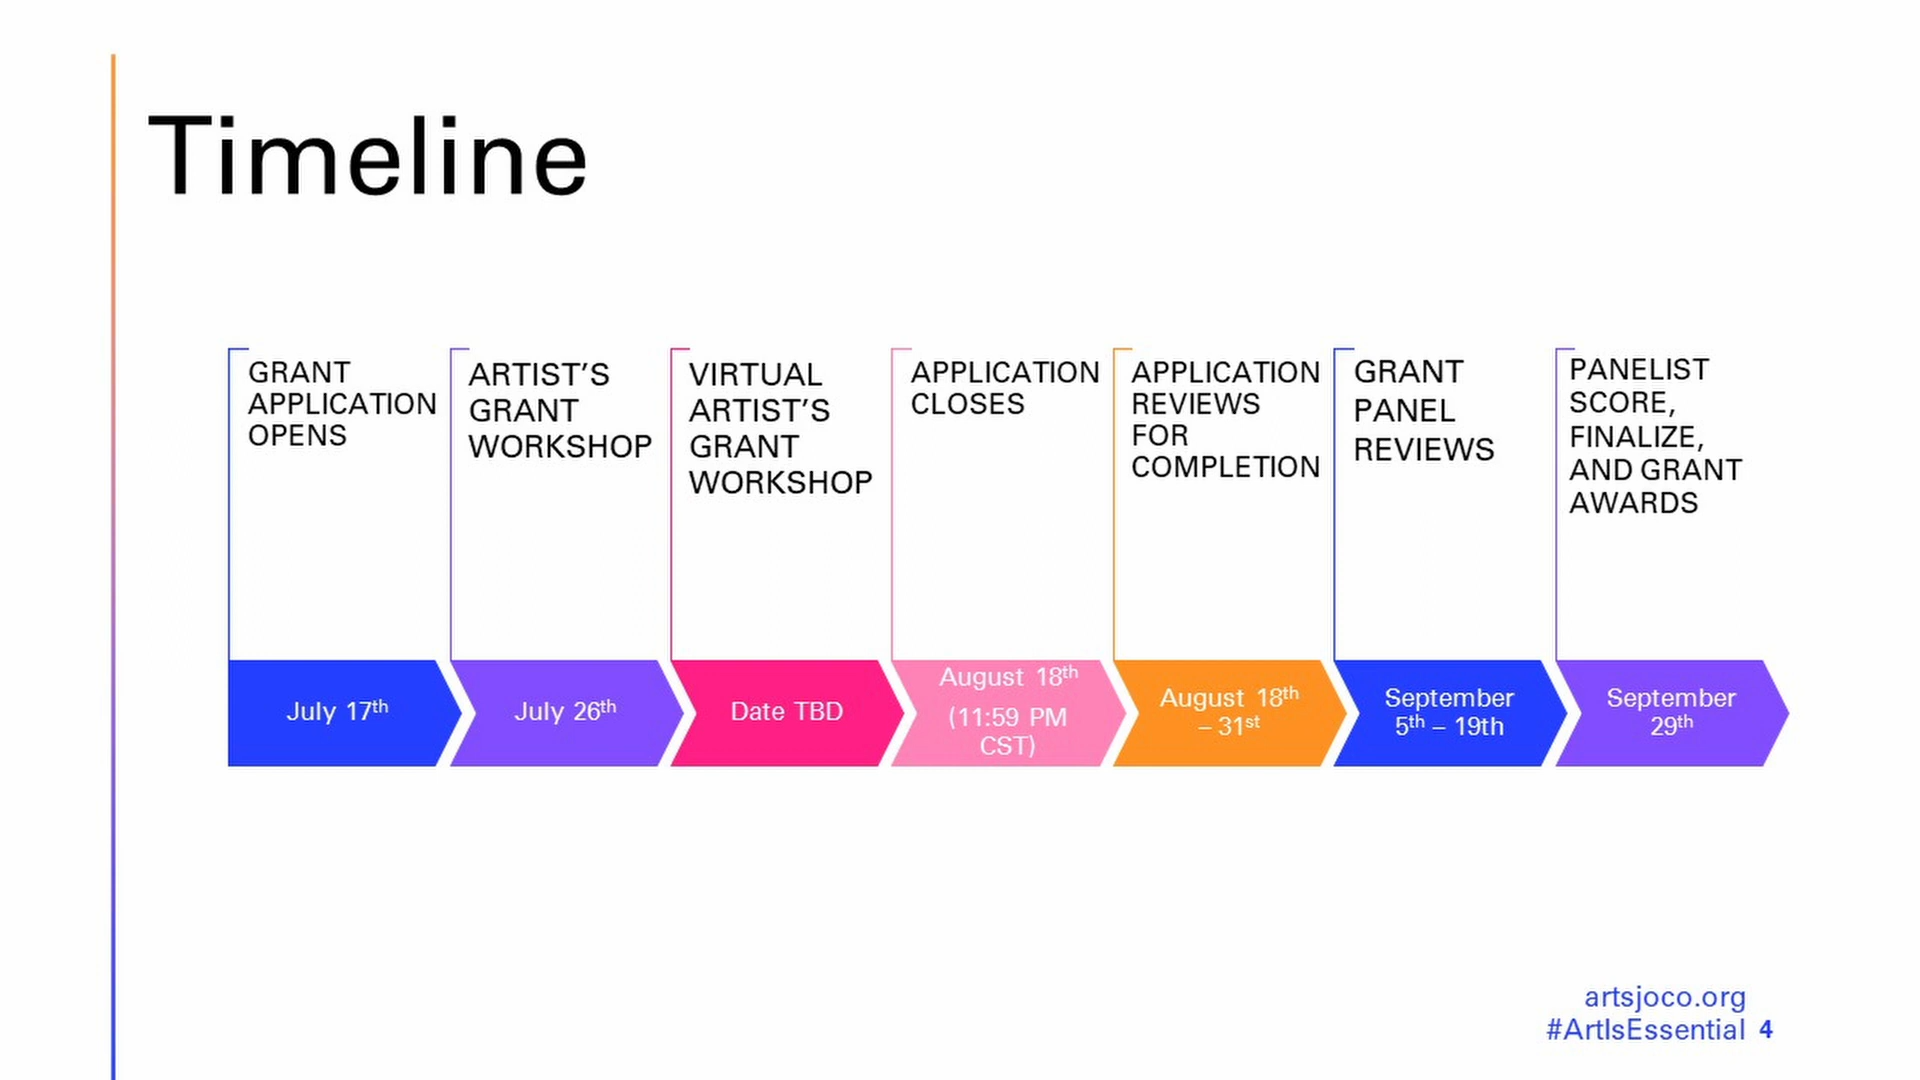 Timeline
GRANT
APPLICATION
OPENS
ARTIST’S
GRANT
WORKSHOP
VIRTUAL
ARTIST’S
GRANT
WORKSHOP
APPLICATION
CLOSES
APPLICATION
REVIEWS
FOR
COMPLETION
GRANT
PANEL
REVIEWS
PANELIST
SCORE,
FINALIZE,
AND GRANT
AWARDS
July 17th
July 26th
Date TBD
August 18th
(11:59 PM
CST)
August 18th
– 31st
September
5th – 19th
September
29th
artsjoco.org
#ArtIsEssential 4